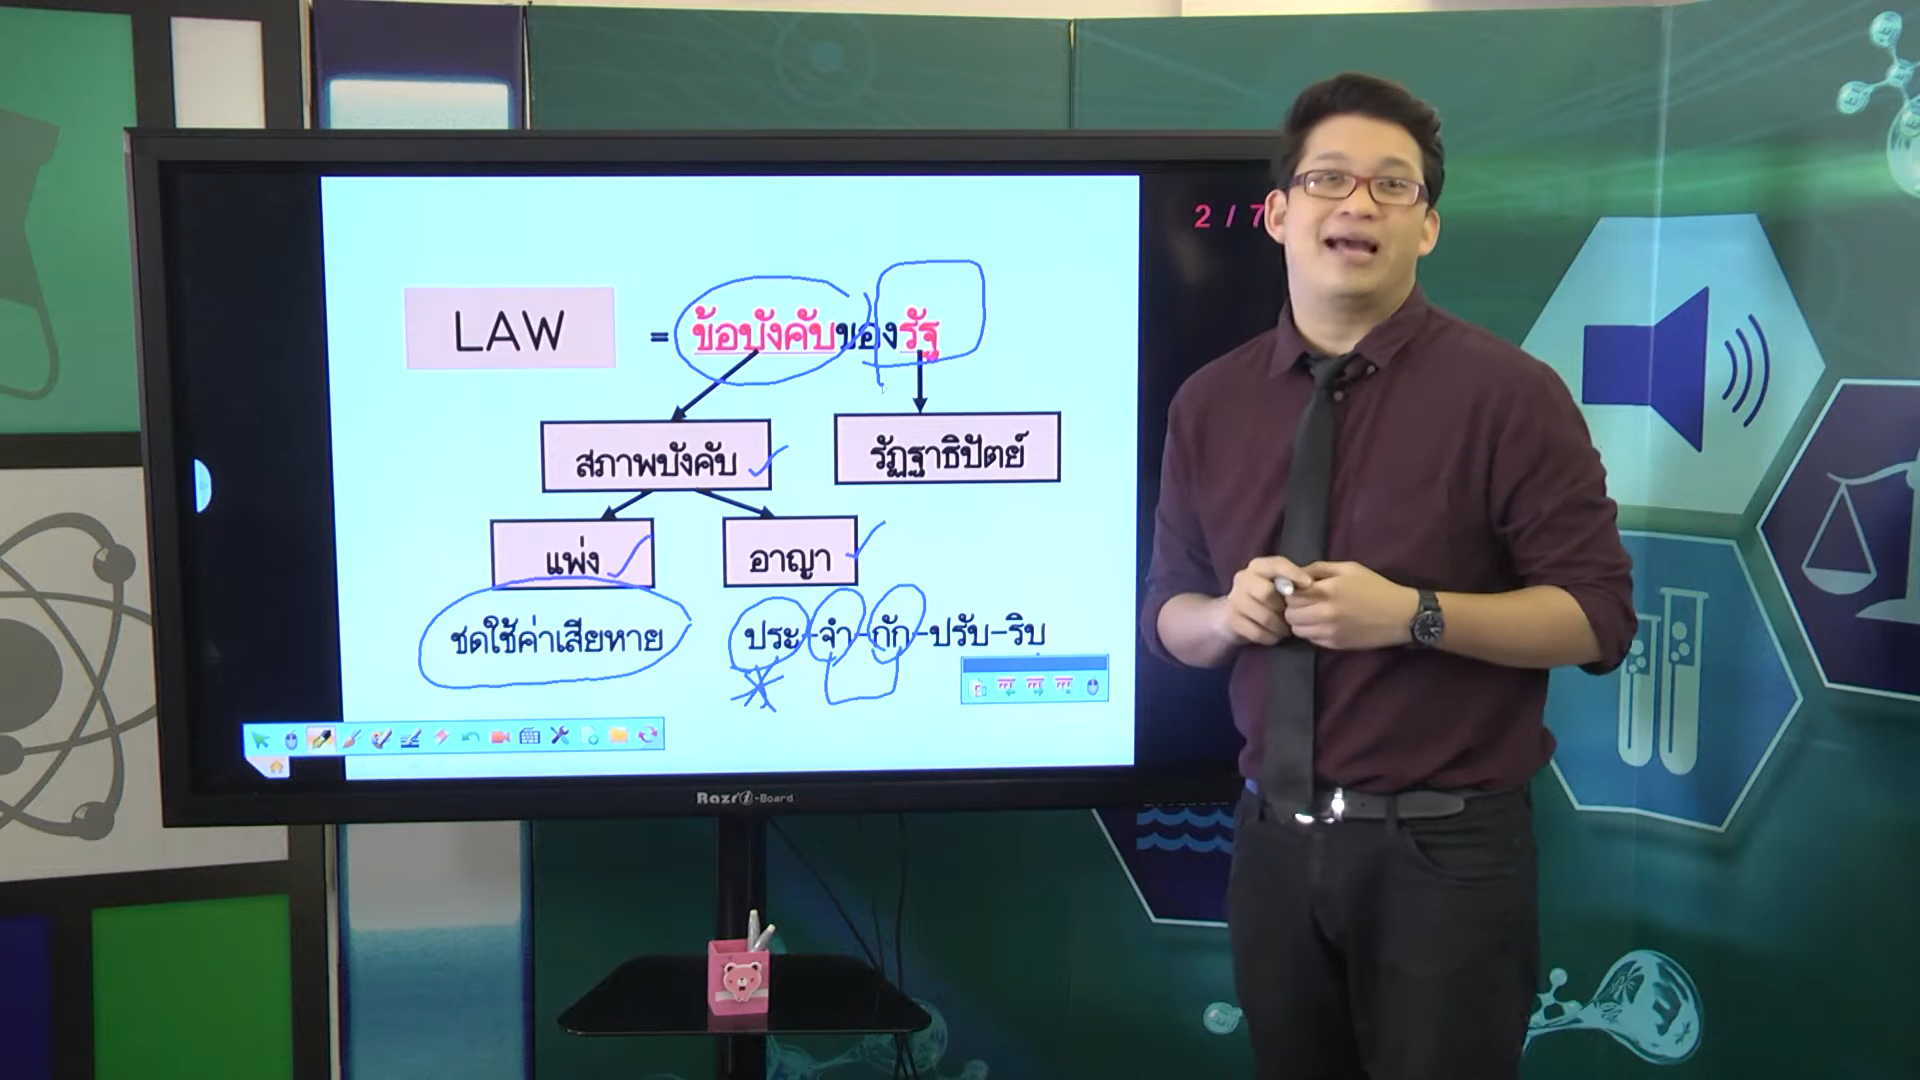 2 / 7
LAW = ข้อบังคับของรัฐ
สภาพบังคับ รัฏฐาธิปัตย์
แพ่ง อาญา
ชดใช้ค่าเสียหาย ประ-จำ-กัก-ปรับ-ริบ
Razr i-Board